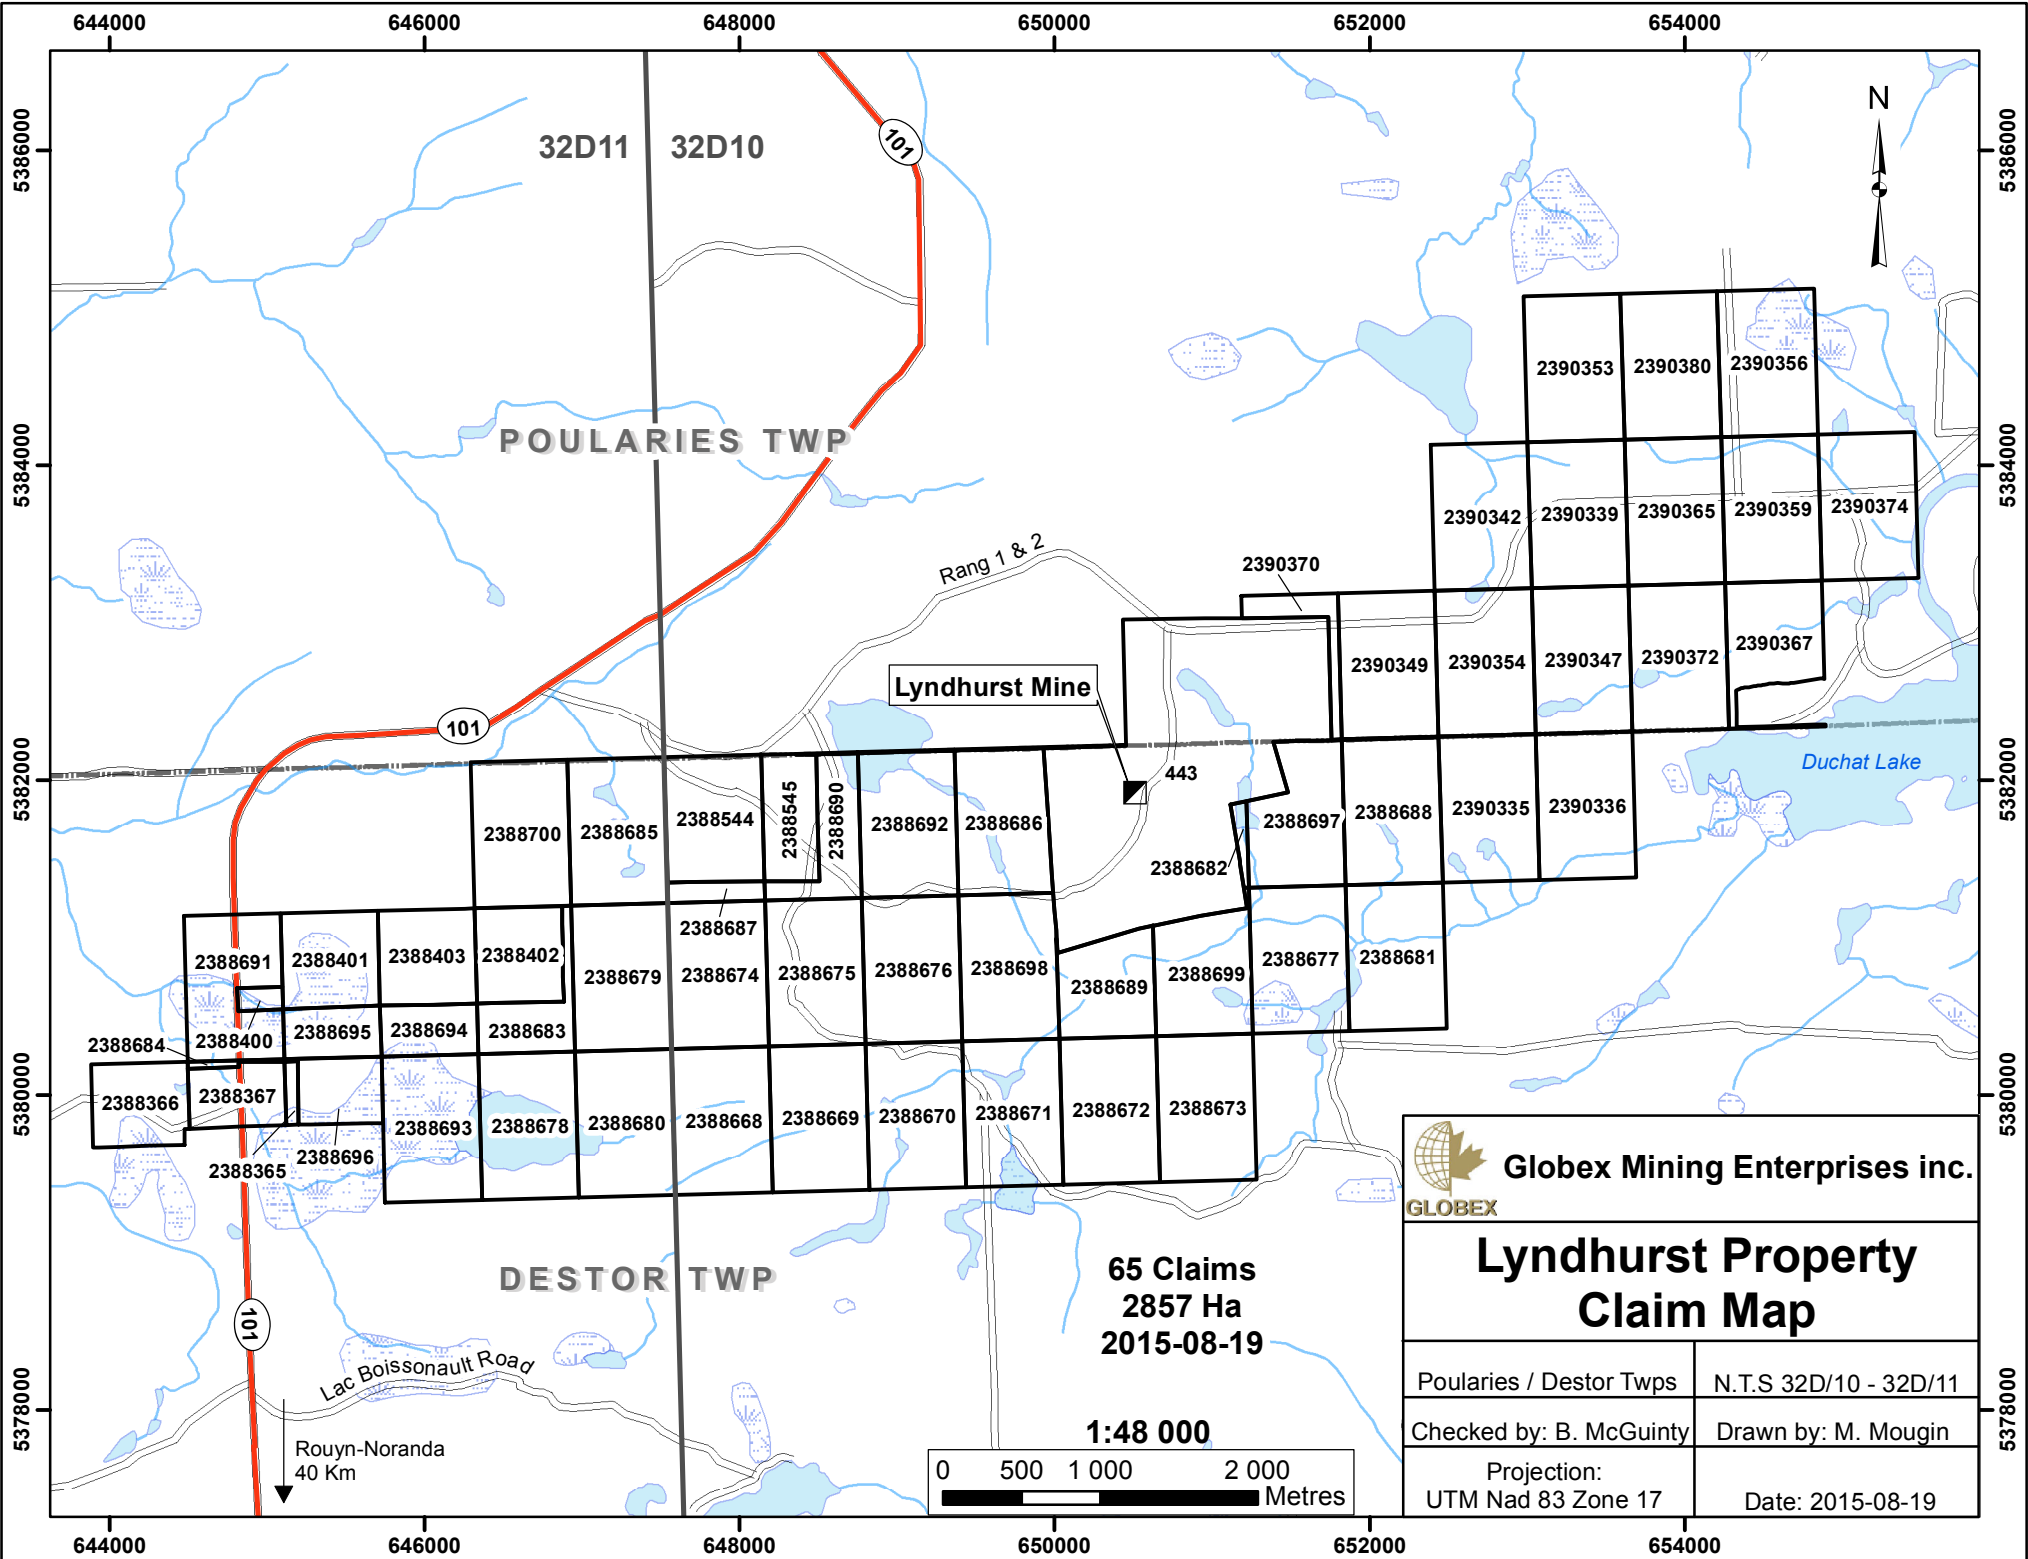 644000 646000 648000 650000 652000 654000
5386000 5386000
5384000 5384000
5382000 5382000
5380000 5380000
5378000 5378000
N
32D11 32D10
101
POULARIES TWP
Rang 1 & 2
2390353 2390380 2390356
2390342 2390339 2390365 2390359 2390374
2390370
2390349 2390354 2390347 2390372 2390367
Lyndhurst Mine
101
443
Duchat Lake
2388700 2388685 2388544 2388545 2388690 2388692 2388686
2388697 2388688 2390335 2390336
2388682
2388687
2388691 2388401 2388403 2388402 2388679 2388674 2388675 2388676 2388698 2388689 2388699 2388677 2388681
2388400 2388695 2388694 2388683
2388684
2388366 2388367 2388693 2388678 2388680 2388668 2388669 2388670 2388671 2388672 2388673
2388365 2388696
DESTOR TWP
101
Lac Boissonault Road
Rouyn-Noranda
40 Km
65 Claims
2857 Ha
2015-08-19
1:48 000
0 500 1 000 2 000
Metres
GLOBEX
Globex Mining Enterprises inc.
Lyndhurst Property
Claim Map
Poularies / Destor Twps
N.T.S 32D/10 - 32D/11
Checked by: B. McGuinty
Drawn by: M. Mougin
Projection:
UTM Nad 83 Zone 17
Date: 2015-08-19
644000 646000 648000 650000 652000 654000